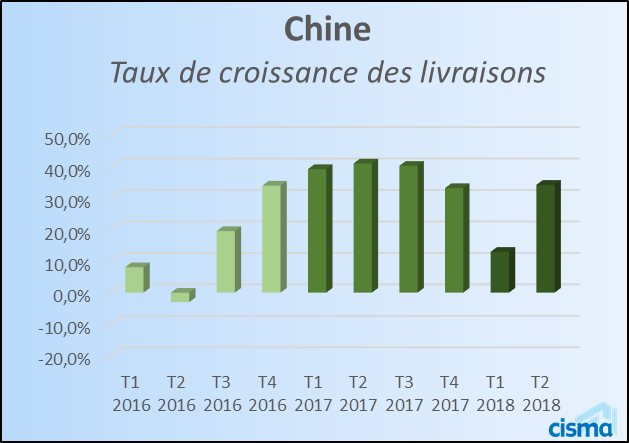 Chine
Taux de croissance des livraisons
50,0%
40,0%
30,0%
20,0%
10,0%
0,0%
-10,0%
-20,0%
T1 T2 T3 T4 T1 T2 T3 T4 T1 T2
2016 2016 2016 2016 2017 2017 2017 2017 2018 2018
cisma